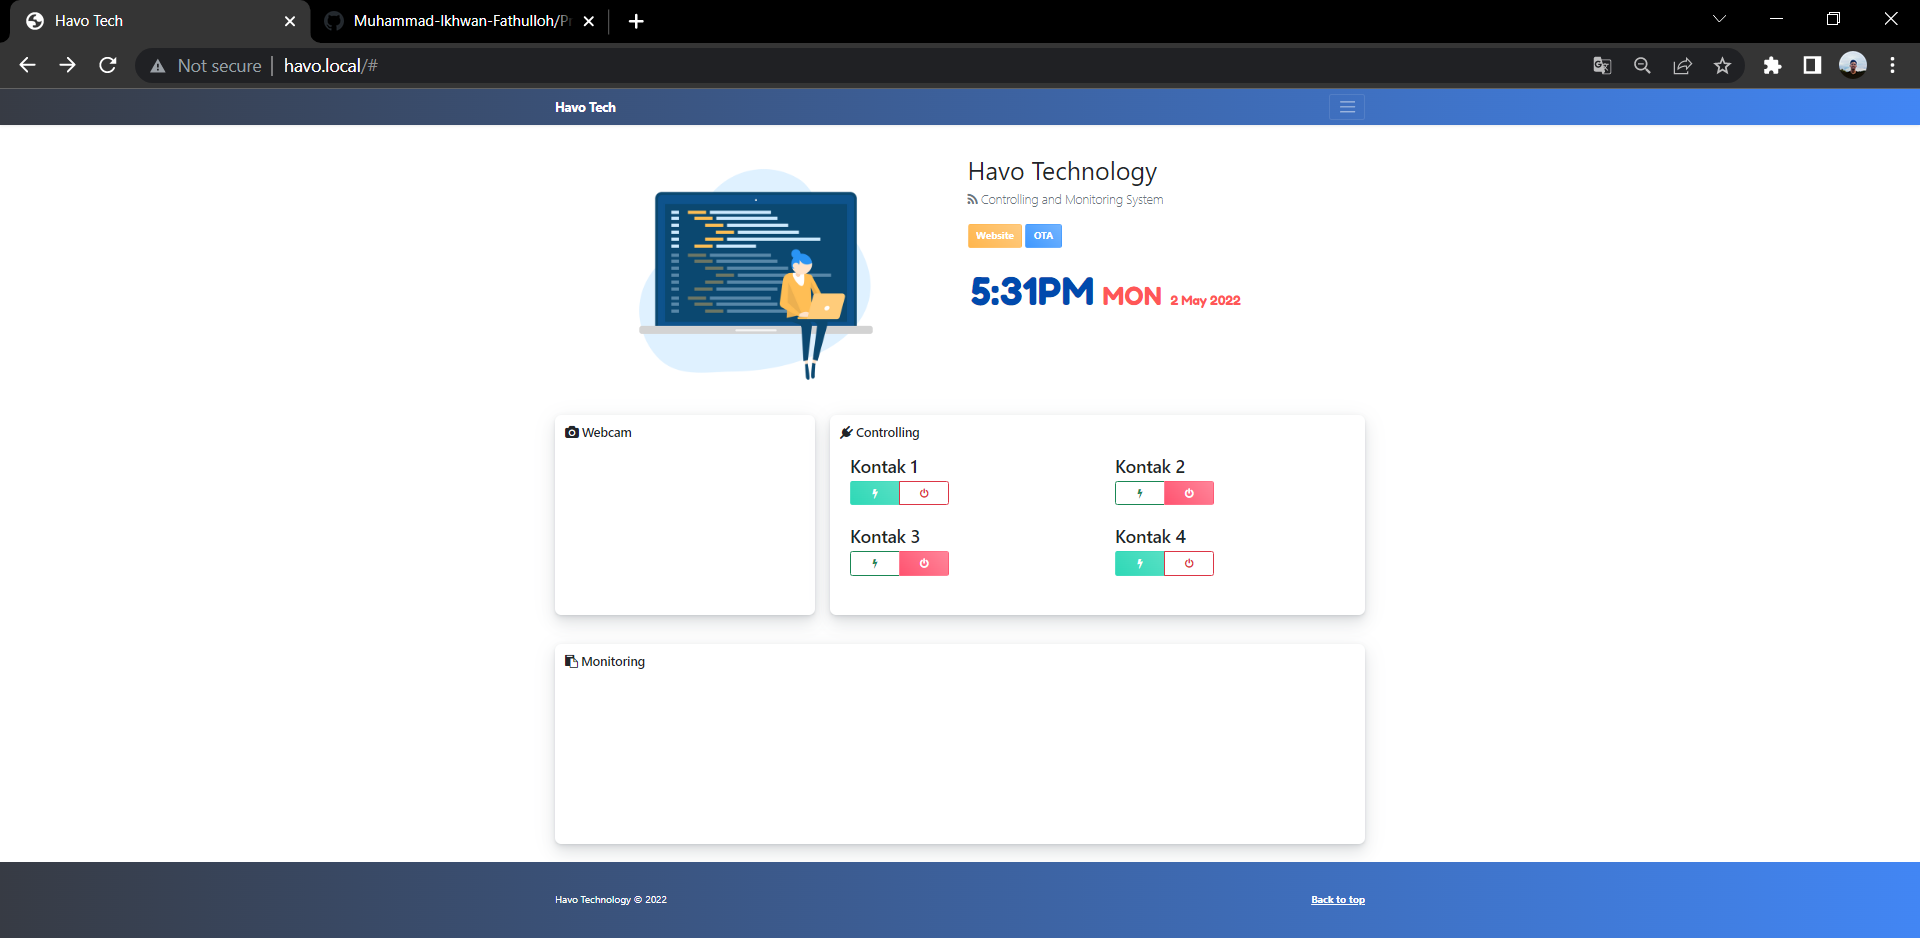 Havo Tech
Muhammad-Ikhwan-Fathulloh/Pr
Not secure | havo.local/#
Havo Tech
Havo Technology
Controlling and Monitoring System
Website OTA
5:31PM MON 2 May 2022
Webcam
Controlling
Kontak 1
Kontak 2
Kontak 3
Kontak 4
Monitoring
Havo Technology © 2022
Back to top